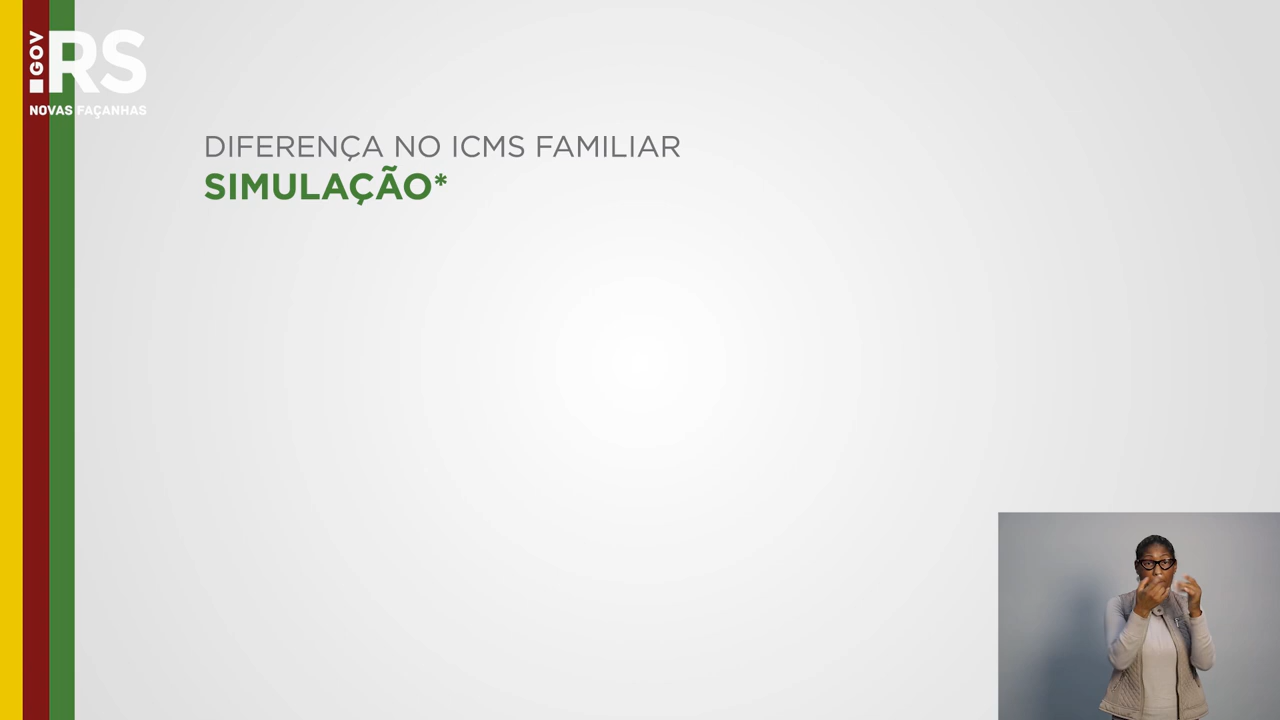 .GOV
RS
NOVAS FAÇANHAS
DIFERENÇA NO ICMS FAMILIAR
SIMULAÇÃO*